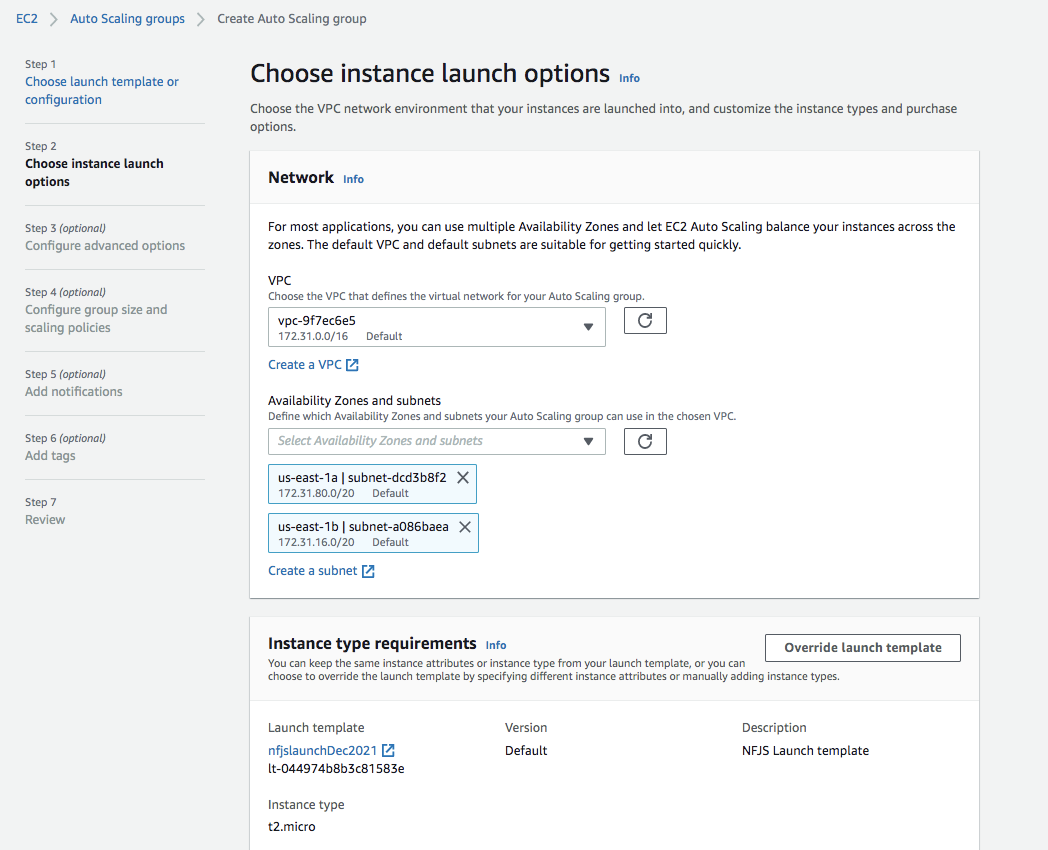 EC2 > Auto Scaling groups > Create Auto Scaling group
Step 1
Choose launch template or
configuration
Step 2
Choose instance launch
options
Step 3 (optional)
Configure advanced options
Step 4 (optional)
Configure group size and
scaling policies
Step 5 (optional)
Add notifications
Step 6 (optional)
Add tags
Step 7
Review
Choose instance launch options Info
Choose the VPC network environment that your instances are launched into, and customize the instance types and purchase
options.
Network Info
For most applications, you can use multiple Availability Zones and let EC2 Auto Scaling balance your instances across the
zones. The default VPC and default subnets are suitable for getting started quickly.
VPC
Choose the VPC that defines the virtual network for your Auto Scaling group.
vpc-9f7ec6e5
172.31.0.0/16 Default
Create a VPC
Availability Zones and subnets
Define which Availability Zones and subnets your Auto Scaling group can use in the chosen VPC.
Select Availability Zones and subnets
us-east-1a | subnet-dcd3b8f2
172.31.80.0/20 Default
us-east-1b | subnet-a086baea
172.31.16.0/20 Default
Create a subnet
Instance type requirements Info
Override launch template
You can keep the same instance attributes or instance type from your launch template, or you can
choose to override the launch template by specifying different instance attributes or manually adding instance types.
Launch template Version Description
nfjslaunchDec2021 Default NFJS Launch template
lt-044974b8b3c81583e
Instance type
t2.micro